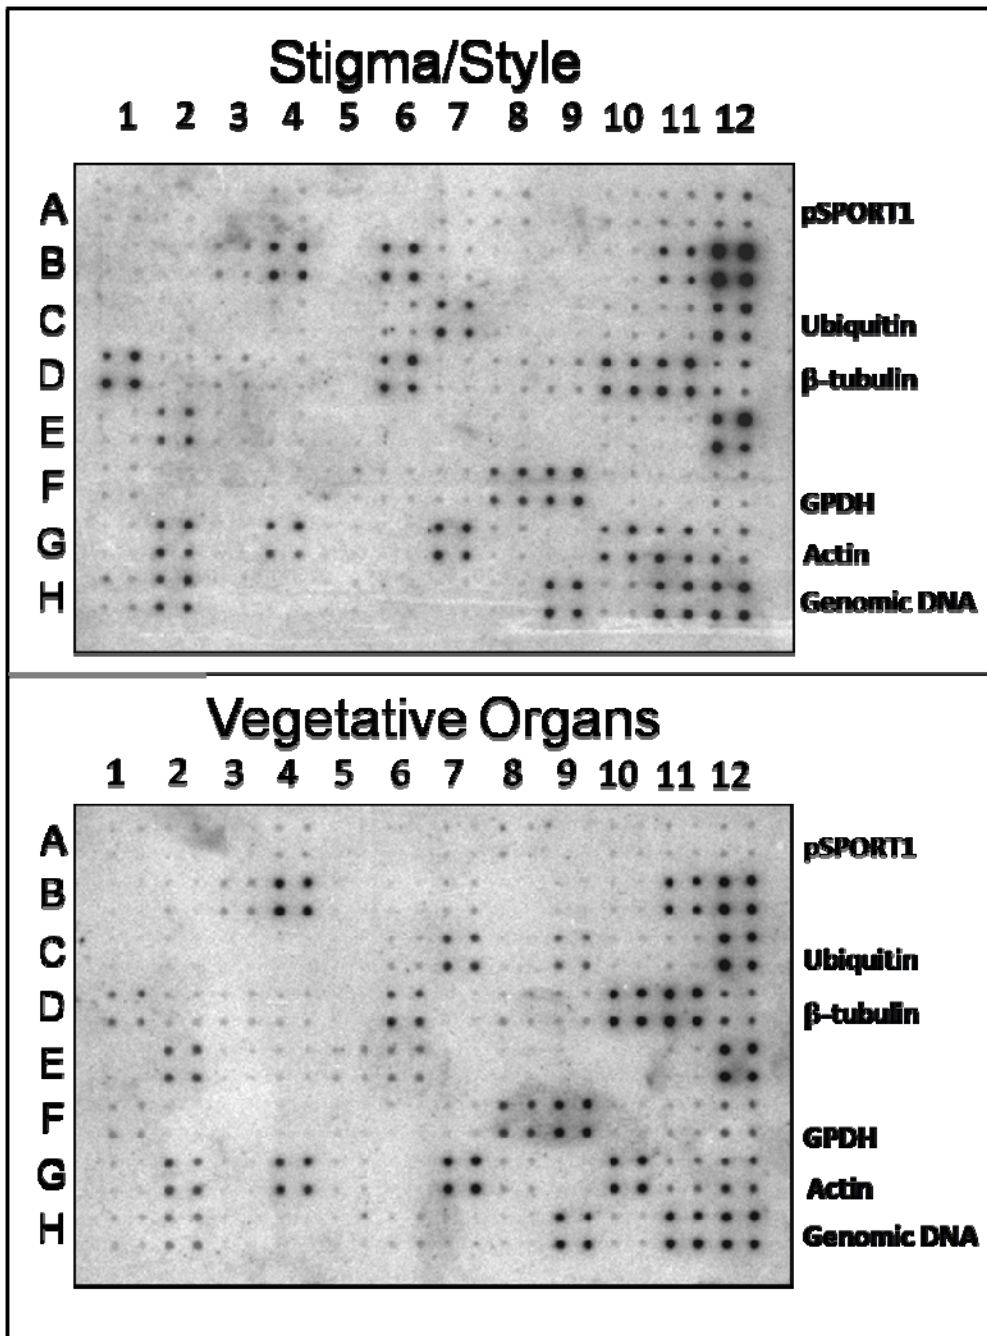 Stigma/Style
1 2 3 4 5 6 7 8 9 10 11 12
A pSPORT1
B
C Ubiquitin
D β-tubulin
E
F GPDH
G Actin
H Genomic DNA
Vegetative Organs
1 2 3 4 5 6 7 8 9 10 11 12
A pSPORT1
B
C Ubiquitin
D β-tubulin
E
F GPDH
G Actin
H Genomic DNA